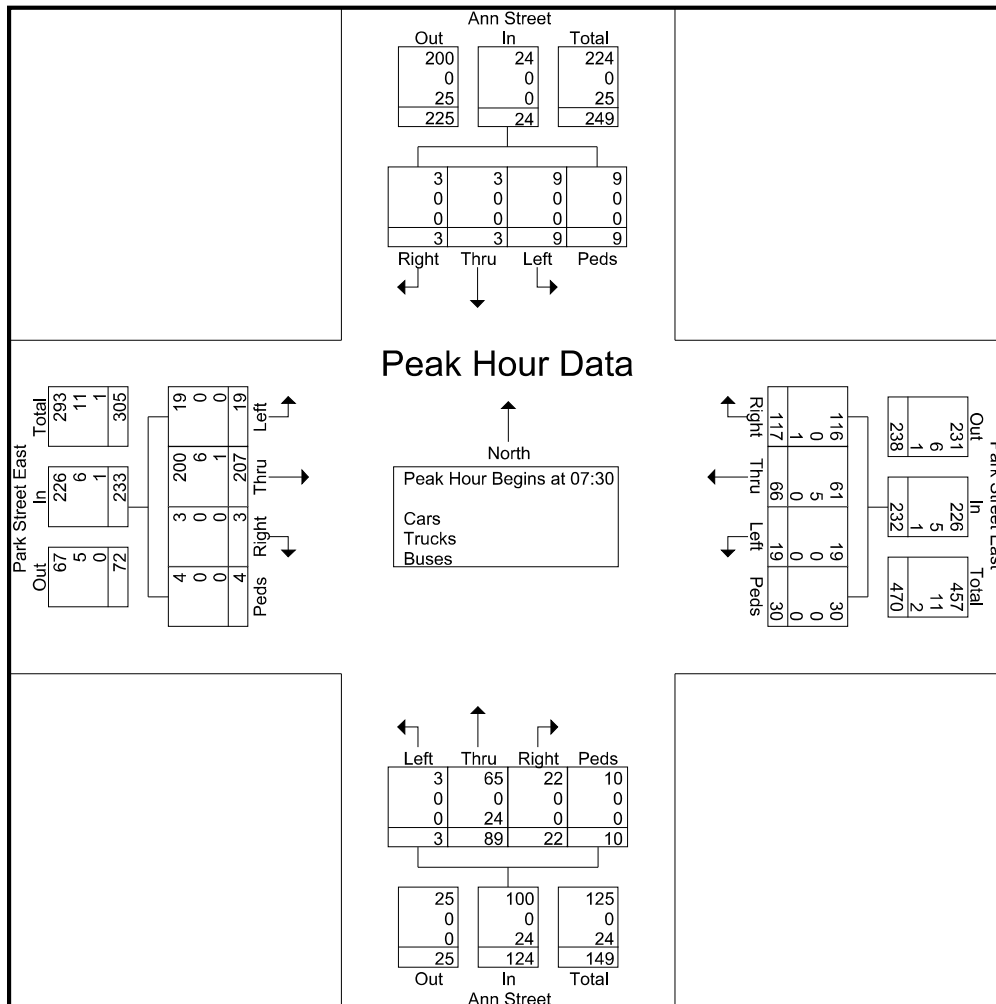 Ann Street
Out In Total
200 24 224
0 0 0
25 0 25
225 24 249
3 3 9 9
0 0 0 0
0 0 0 0
3 3 9 9
Right Thru Left Peds
Peak Hour Data
North
Peak Hour Begins at 07:30
Cars
Trucks
Buses
Park Street East
Total In Out
293 226 67
11 6 5
1 1 0
305 233 72
19 200 3 4
0 6 0 0
0 1 0 0
19 207 3 4
Left Thru Right Peds
Park Street East
Out In Total
231 226 457
6 5 11
1 1 2
238 232 470
116 61 19 30
0 5 0 0
1 0 0 0
117 66 19 30
Right Thru Left Peds
Left Thru Right Peds
3 65 22 10
0 0 0 0
0 24 0 0
3 89 22 10
25 100 125
0 0 0
0 24 24
25 124 149
Out In Total
Ann Street